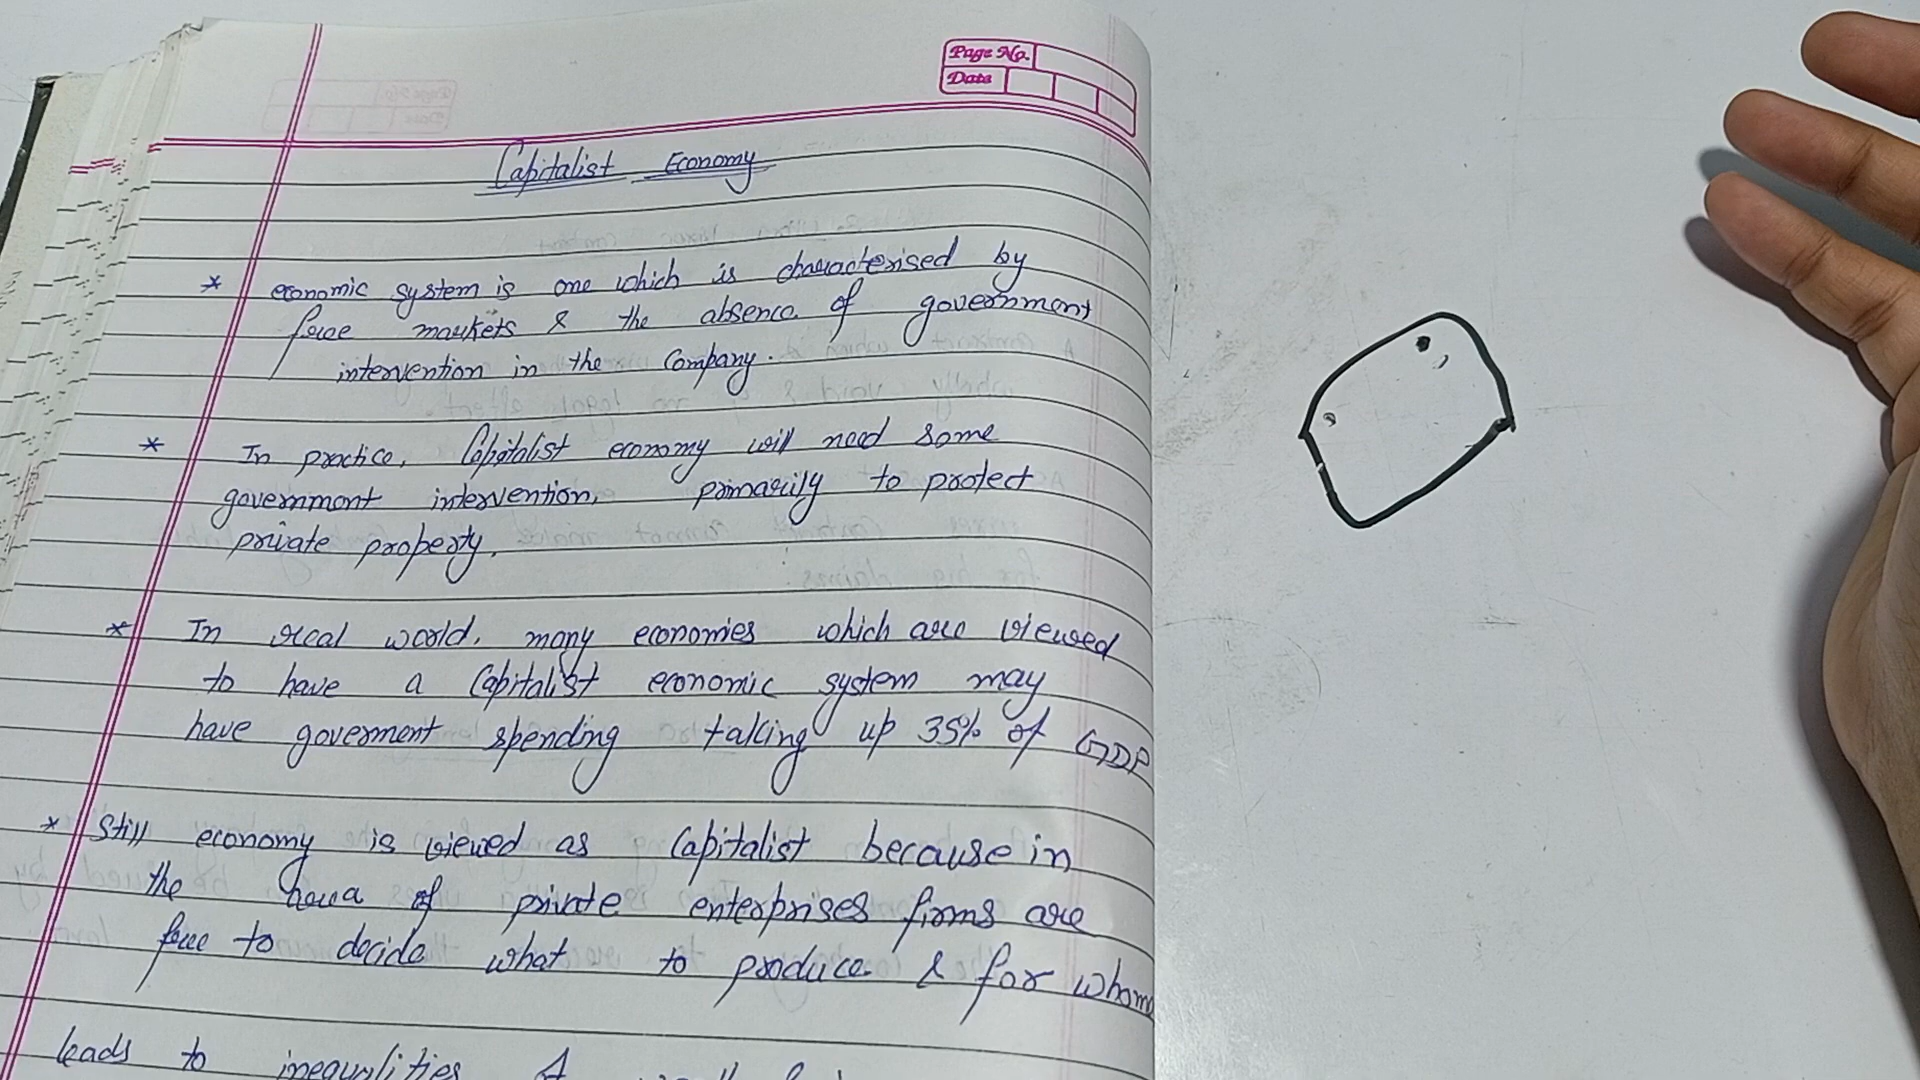 Page No.
Date
Capitalist Economy
* economic system is one which is characterised by
free markets & the absence of government
intervention in the Company.
* In practice, Capitalist economy will need some
government intervention, primarily to protect
private property.
* In real world, many economies which are viewed
to have a Capitalist economic system may
have goverment spending taking up 35% of GDP
* Still economy is viewed as Capitalist because in
the of private enterprises firms are
free to decide what to produce & for whom
leads to inequalities